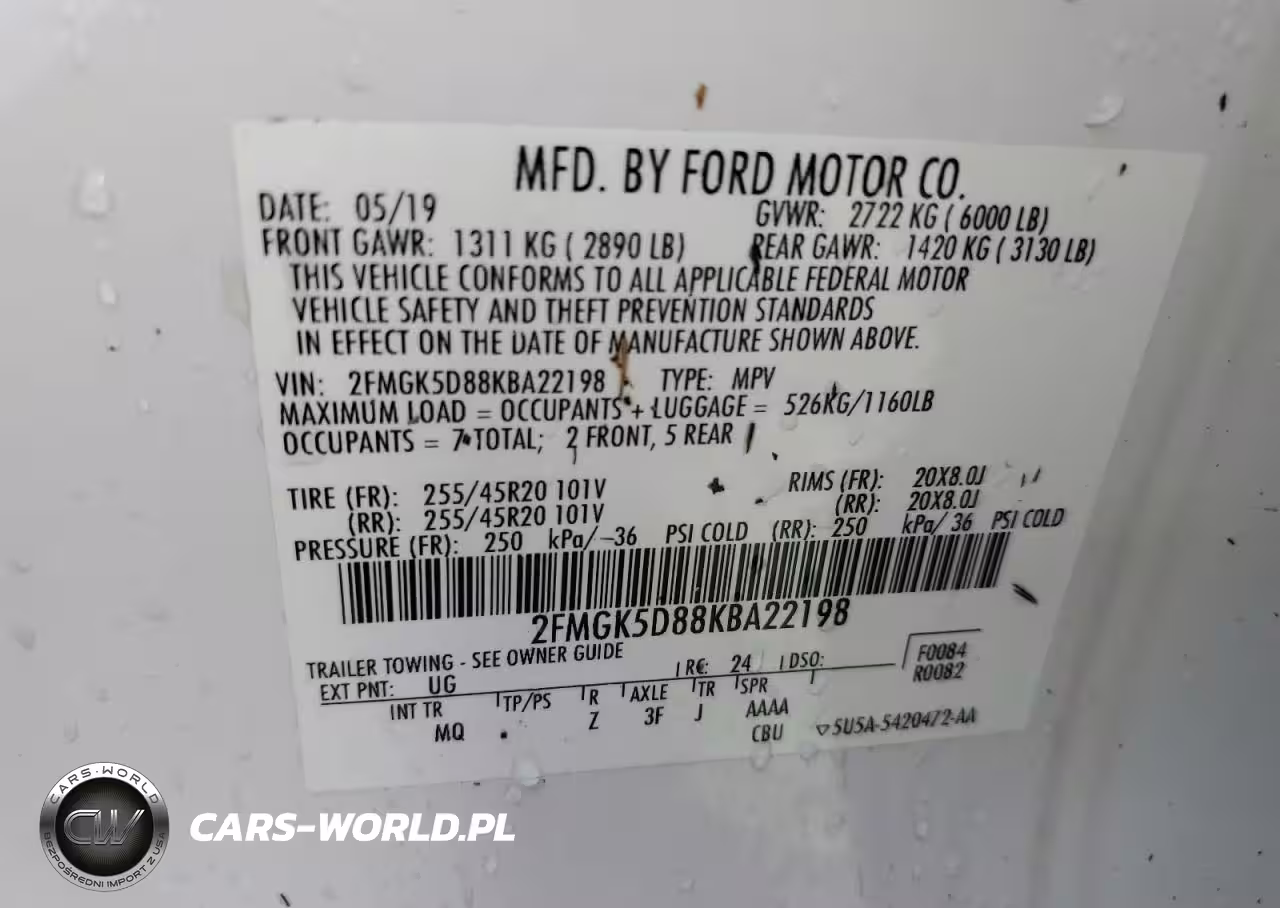 MFD. BY FORD MOTOR CO.
DATE: 05/19 GVWR: 2722 KG ( 6000 LB)
FRONT GAWR: 1311 KG ( 2890 LB) REAR GAWR: 1420 KG ( 3130 LB)
THIS VEHICLE CONFORMS TO ALL APPLICABLE FEDERAL MOTOR
VEHICLE SAFETY AND THEFT PREVENTION STANDARDS
IN EFFECT ON THE DATE OF MANUFACTURE SHOWN ABOVE.
VIN: 2FMGK5D88KBA22198 TYPE: MPV
MAXIMUM LOAD = OCCUPANTS + LUGGAGE = 526KG/1160LB
OCCUPANTS = 7 TOTAL; 2 FRONT, 5 REAR
TIRE (FR): 255/45R20 101V RIMS (FR): 20X8.0J
(RR): 255/45R20 101V (RR): 20X8.0J
PRESSURE (FR): 250 kPa/ 36 PSI COLD (RR): 250 kPa/ 36 PSI COLD
2FMGK5D88KBA22198
TRAILER TOWING - SEE OWNER GUIDE
EXT PNT: UG RC: 24 DSO: F0084
R0082
INT TR TP/PS R AXLE TR SPR
MQ Z 3F J AAAA
CBU ▽5U5A-5420472-AA
CARS-WORLD
CW
BEZPOŚREDNI IMPORT Z USA
CARS-WORLD.PL